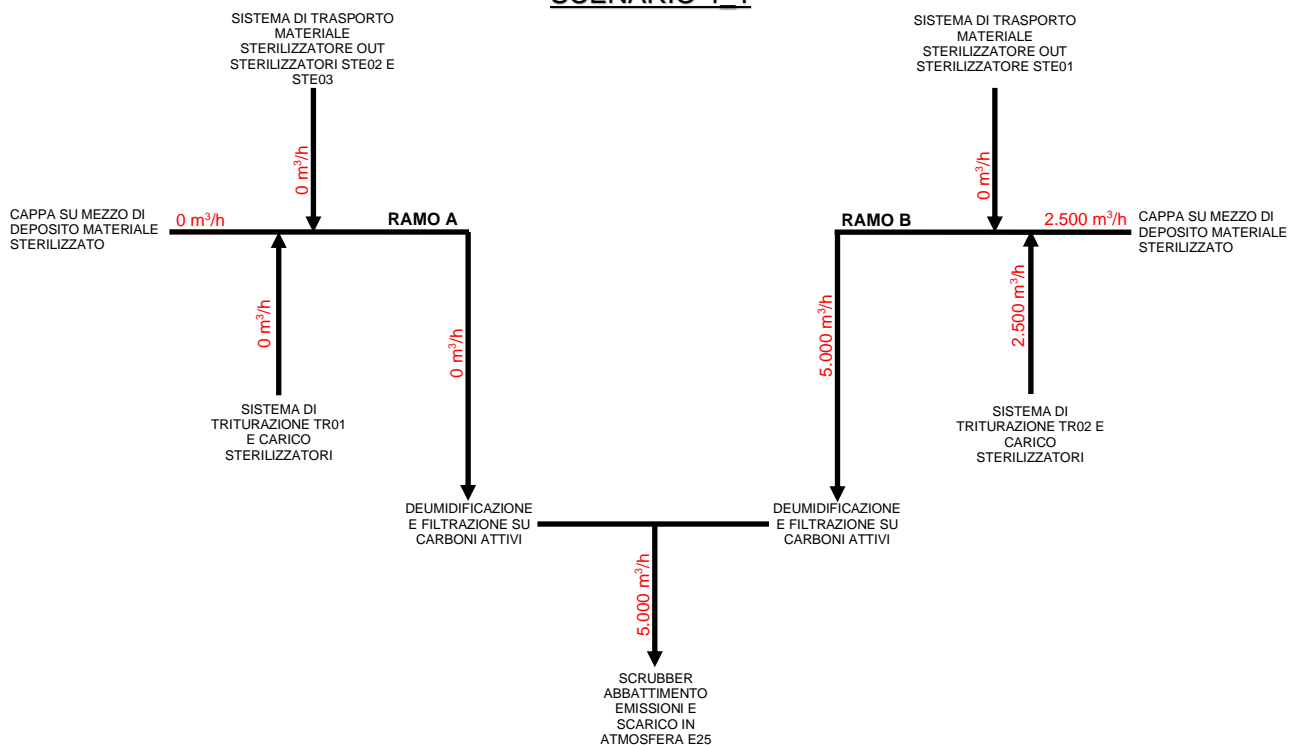 SISTEMA DI TRASPORTO
MATERIALE
STERILIZZATORE OUT
STERILIZZATORI STE02 E
STE03
SISTEMA DI TRASPORTO
MATERIALE
STERILIZZATORE OUT
STERILIZZATORE STE01
0 m³/h
0 m³/h
CAPPA SU MEZZO DI
DEPOSITO MATERIALE
STERILIZZATO
0 m³/h
RAMO A
RAMO B
2.500 m³/h
CAPPA SU MEZZO DI
DEPOSITO MATERIALE
STERILIZZATO
0 m³/h
0 m³/h
5.000 m³/h
2.500 m³/h
SISTEMA DI
TRITURAZIONE TR01
E CARICO
STERILIZZATORI
SISTEMA DI
TRITURAZIONE TR02 E
CARICO
STERILIZZATORI
DEUMIDIFICAZIONE
E FILTRAZIONE SU
CARBONI ATTIVI
DEUMIDIFICAZIONE
E FILTRAZIONE SU
CARBONI ATTIVI
5.000 m³/h
SCRUBBER
ABBATTIMENTO
EMISSIONI E
SCARICO IN
ATMOSFERA E25